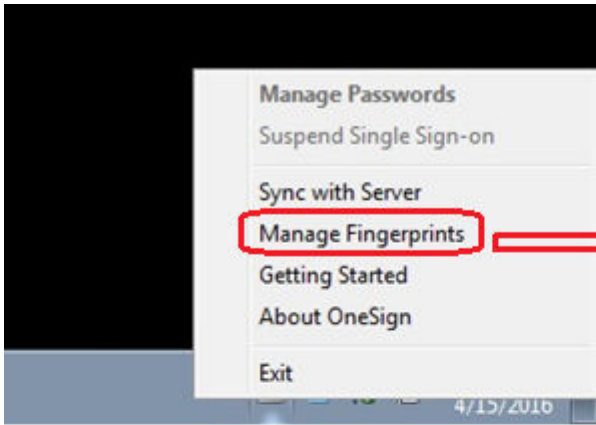 Manage Passwords
Suspend Single Sign-on
Sync with Server
Manage Fingerprints
Getting Started
About OneSign
Exit
4/15/2016